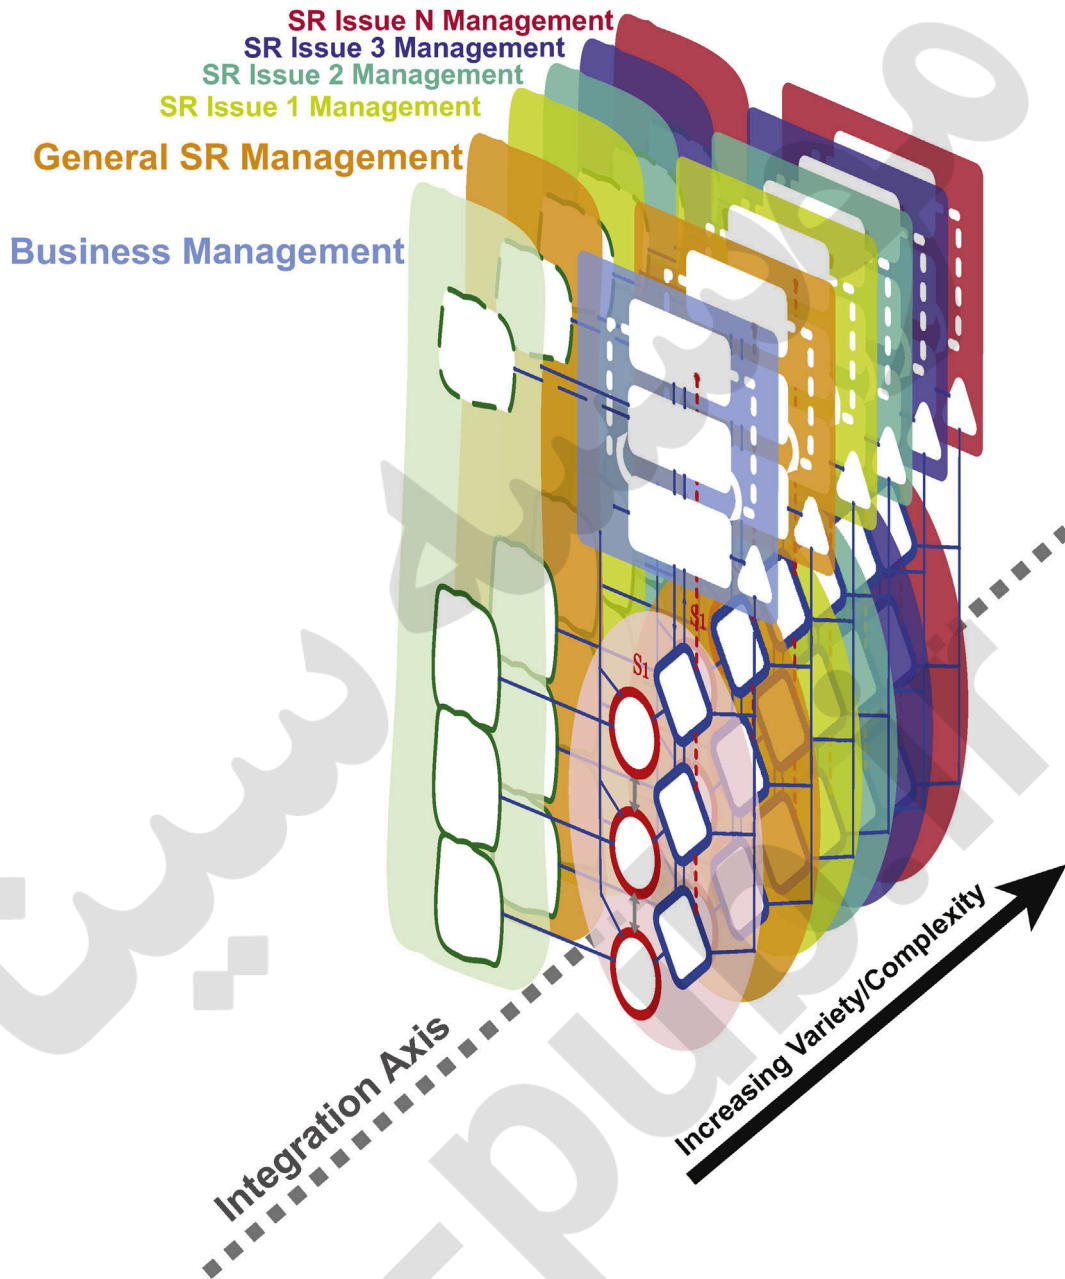 SR Issue N Management
SR Issue 3 Management
SR Issue 2 Management
SR Issue 1 Management
General SR Management
Business Management
S1
S1
Integration Axis
Increasing Variety/Complexity